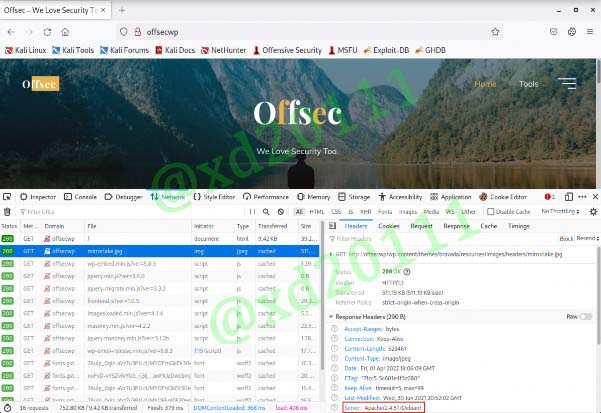 Offsec – We Love Security To
offsecwp
Kali Linux
Kali Tools
Kali Forums
Kali Docs
NetHunter
Offensive Security
MSFU
Exploit-DB
GHDB
Offsec
Home
Tools
Offsec
We Love Security Too.
@xd20111
@xd20111
Inspector
Console
Debugger
Network
Style Editor
Performance
Memory
Storage
Accessibility
Application
Cookie Editor
1
Filter URLs
All HTML CSS JS XHR Fonts Images Media WS Other
Disable Cache
No Throttling
Status Met... Domain File Initiator Type Transferred Size
200 GET offsecwp / document html 9.42 KB 39.2...
200 GET offsecwp mirrorlake.jpg img jpeg cached 511....
200 GET offsecwp wp-embed.min.js?ver=5.8.3 script js cached
200 GET offsecwp jquery.min.js?ver=3.6.0 script js cached 0 B
200 GET offsecwp jquery-migrate.min.js?ver=3.3.2 script js cached 0 B
200 GET offsecwp frontend.js?ver=1.0.5 script js cached
200 GET offsecwp imagesloaded.min.js?ver=4.1.4 script js cached
200 GET offsecwp masonry.min.js?ver=4.2.2 script js cached
200 GET offsecwp jquery.masonry.min.js?ver=3.1.2b script js cached
200 GET offsecwp wp-emoji-release.min.js?ver=5.8.3 script js cached
200 GET fonts.gst... font woff2 cached
200 GET fonts.gst... font woff2 cached
200 GET fonts.gst... font woff2 cached
16 requests
752.80 KB / 9.42 KB transferred
Finish: 379 ms
DOMContentLoaded: 366 ms
load: 408 ms
Headers Cookies Request Response Timings
Filter Headers
Block Resend
GET http://offsecwp/wp-content/themes/bravada/resources/images/headers/mirrorlake.jpg
Status 200 OK
Version HTTP/1.1
Transferred 511.19 KB (511.19 KB size)
Referrer Policy strict-origin-when-cross-origin
Response Headers (290 B)
Raw
Accept-Ranges: bytes
Connection: Keep-Alive
Content-Length: 523461
Content-Type: image/jpeg
Date: Fri, 01 Apr 2022 18:06:09 GMT
Keep-Alive: timeout=5, max=99
Last-Modified: Wed, 30 Jun 2021 20:52:02 GMT
Server: Apache/2.4.51 (Debian)